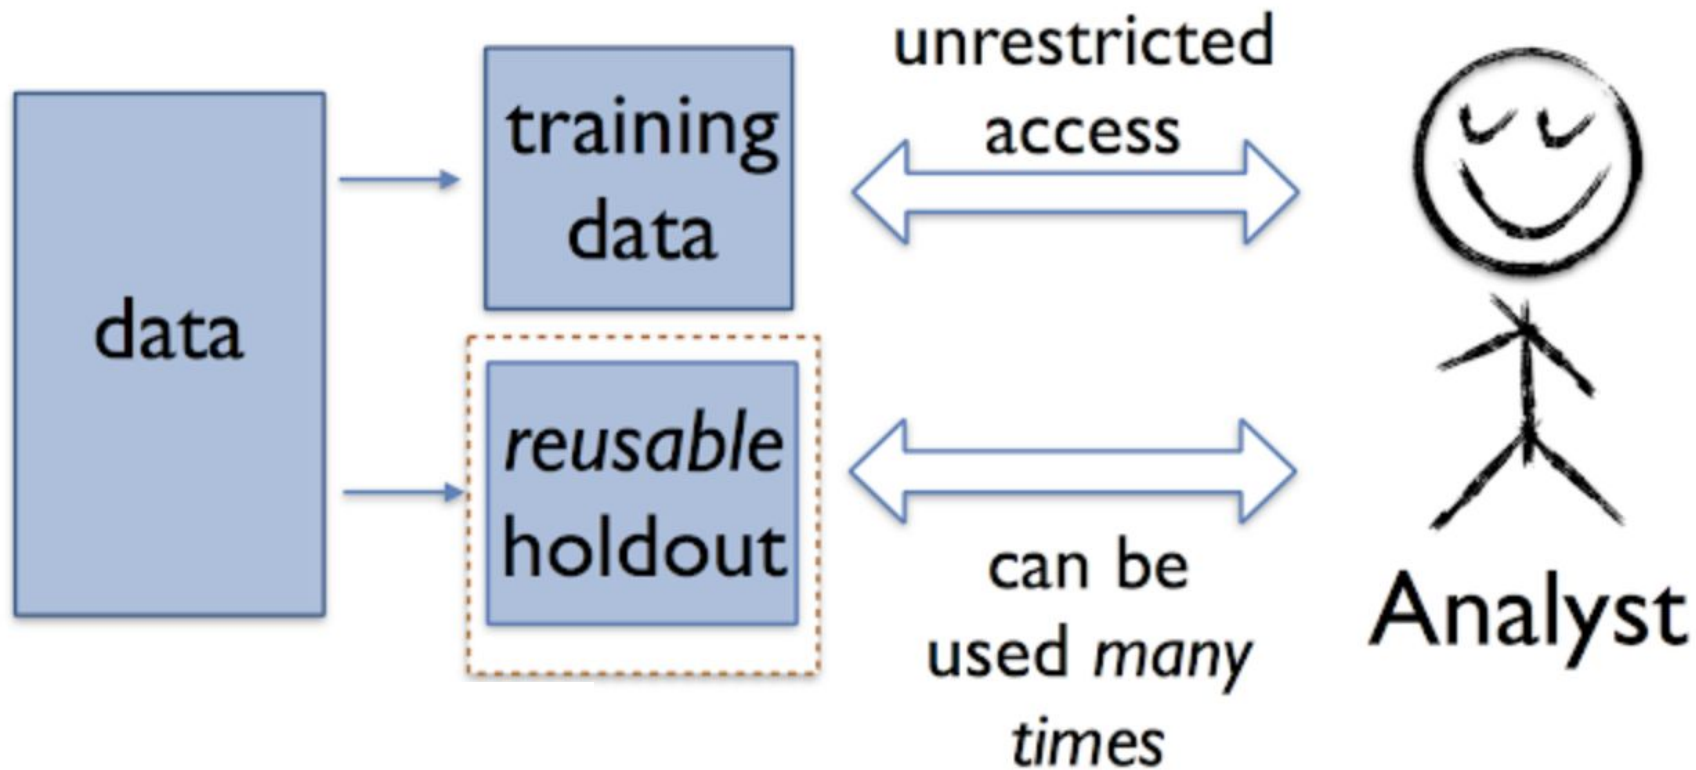 data
training
data
unrestricted
access
reusable
holdout
can be
used many
times
Analyst